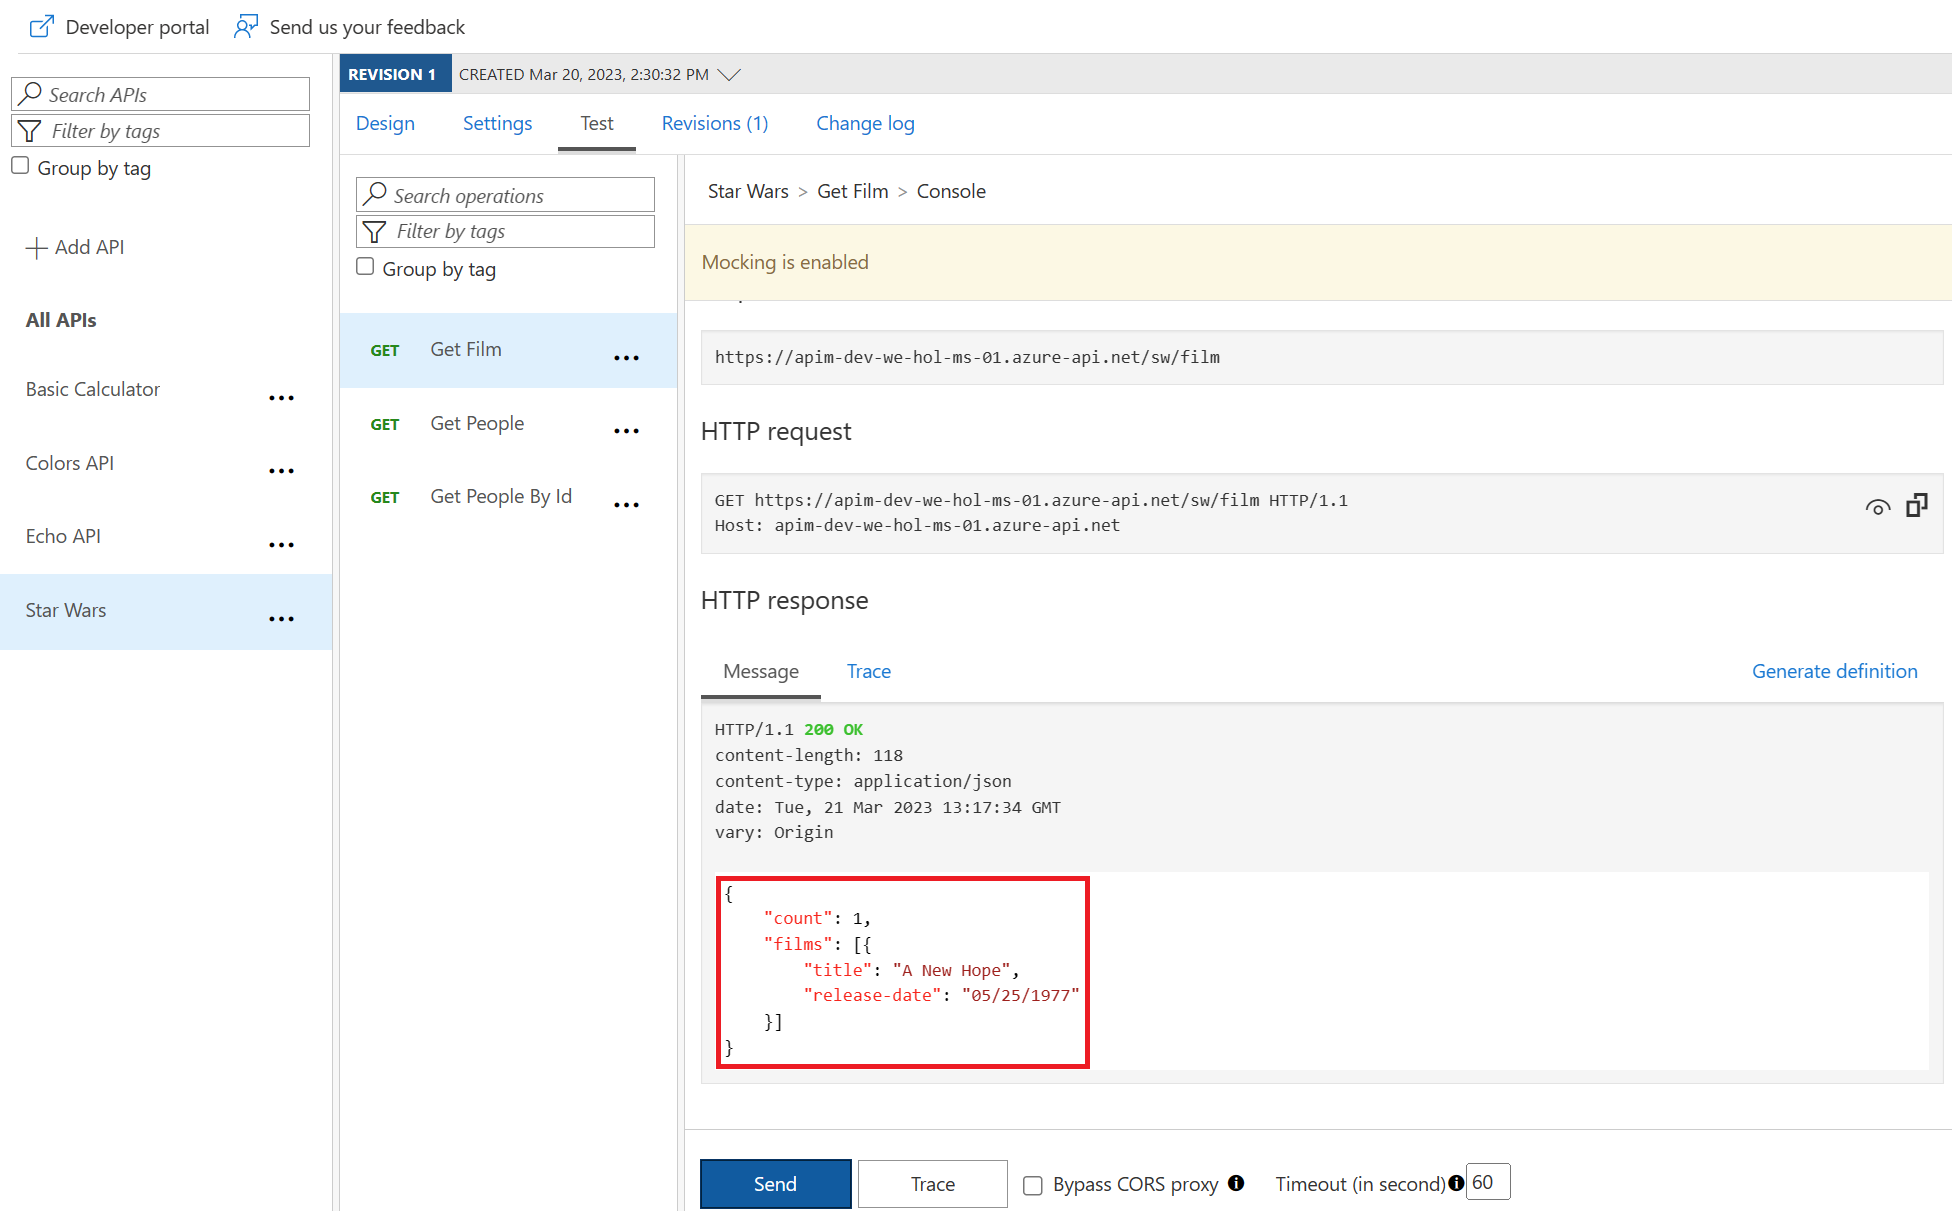 Developer portal Send us your feedback
Search APIs
Filter by tags
Group by tag
Add API
All APIs
Basic Calculator ...
Colors API ...
Echo API ...
Star Wars ...
REVISION 1 CREATED Mar 20, 2023, 2:30:32 PM
Design Settings Test Revisions (1) Change log
Search operations
Filter by tags
Group by tag
GET Get Film ...
GET Get People ...
GET Get People By Id ...
Star Wars > Get Film > Console
Mocking is enabled
https://apim-dev-we-hol-ms-01.azure-api.net/sw/film
HTTP request
GET https://apim-dev-we-hol-ms-01.azure-api.net/sw/film HTTP/1.1
Host: apim-dev-we-hol-ms-01.azure-api.net
HTTP response
Message Trace Generate definition
HTTP/1.1 200 OK
content-length: 118
content-type: application/json
date: Tue, 21 Mar 2023 13:17:34 GMT
vary: Origin
{
    "count": 1,
    "films": [{
        "title": "A New Hope",
        "release-date": "05/25/1977"
    }]
}
Send Trace Bypass CORS proxy Timeout (in second) 60